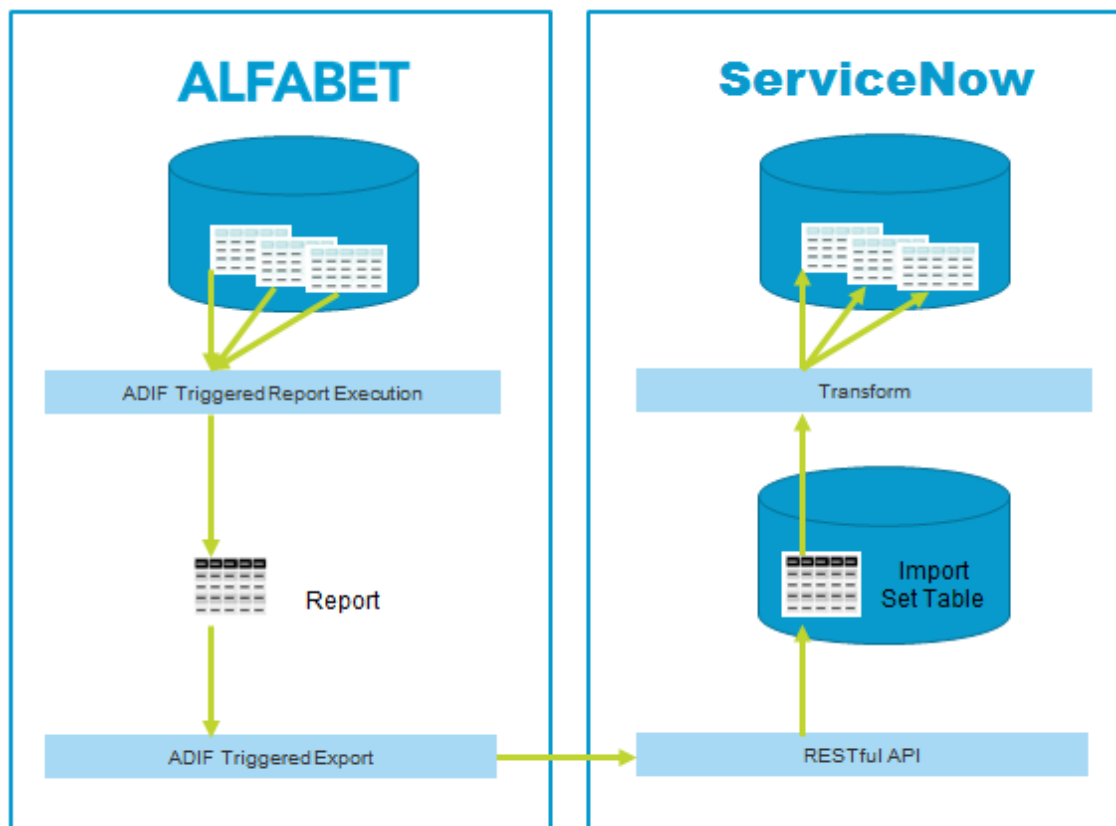 ALFABET
ADIF Triggered Report Execution
Report
ADIF Triggered Export
ServiceNow
Transform
Import
Set Table
RESTful API